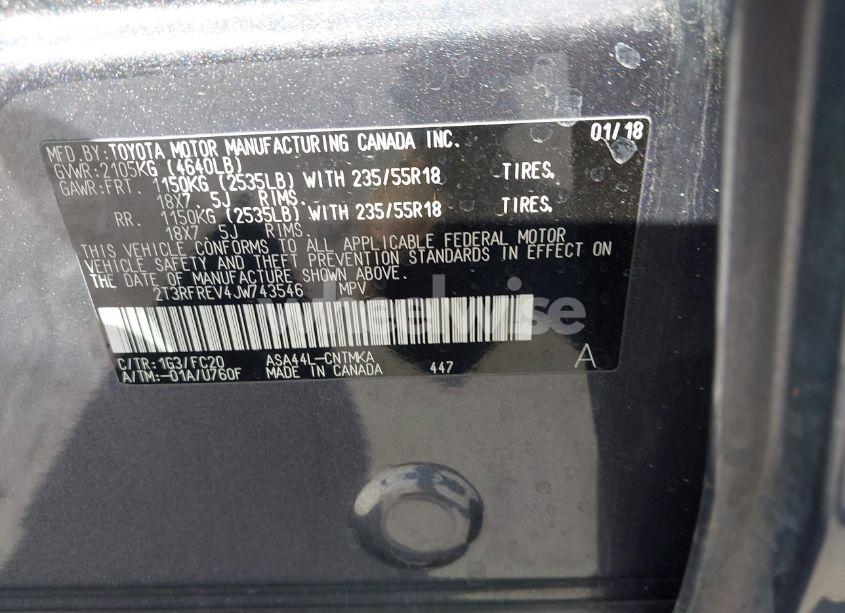 MFD.BY:TOYOTA MOTOR MANUFACTURING CANADA INC. 01/18
GVWR:2105KG (4640LB)
GAWR:FRT. 1150KG (2535LB) WITH 235/55R18 TIRES.
18X7.5J RIMS.
RR. 1150KG (2535LB) WITH 235/55R18 TIRES.
18X7.5J RIMS.
THIS VEHICLE CONFORMS TO ALL APPLICABLE FEDERAL MOTOR
VEHICLE SAFETY AND THEFT PREVENTION STANDARDS IN EFFECT ON
THE DATE OF MANUFACTURE SHOWN ABOVE.
2T3RFREV4JW743546 MPV
wheelwise
C/TR:1G3/FC20 ASA44L-CNTMKA
A/TM:-01A/U760F MADE IN CANADA 447 A